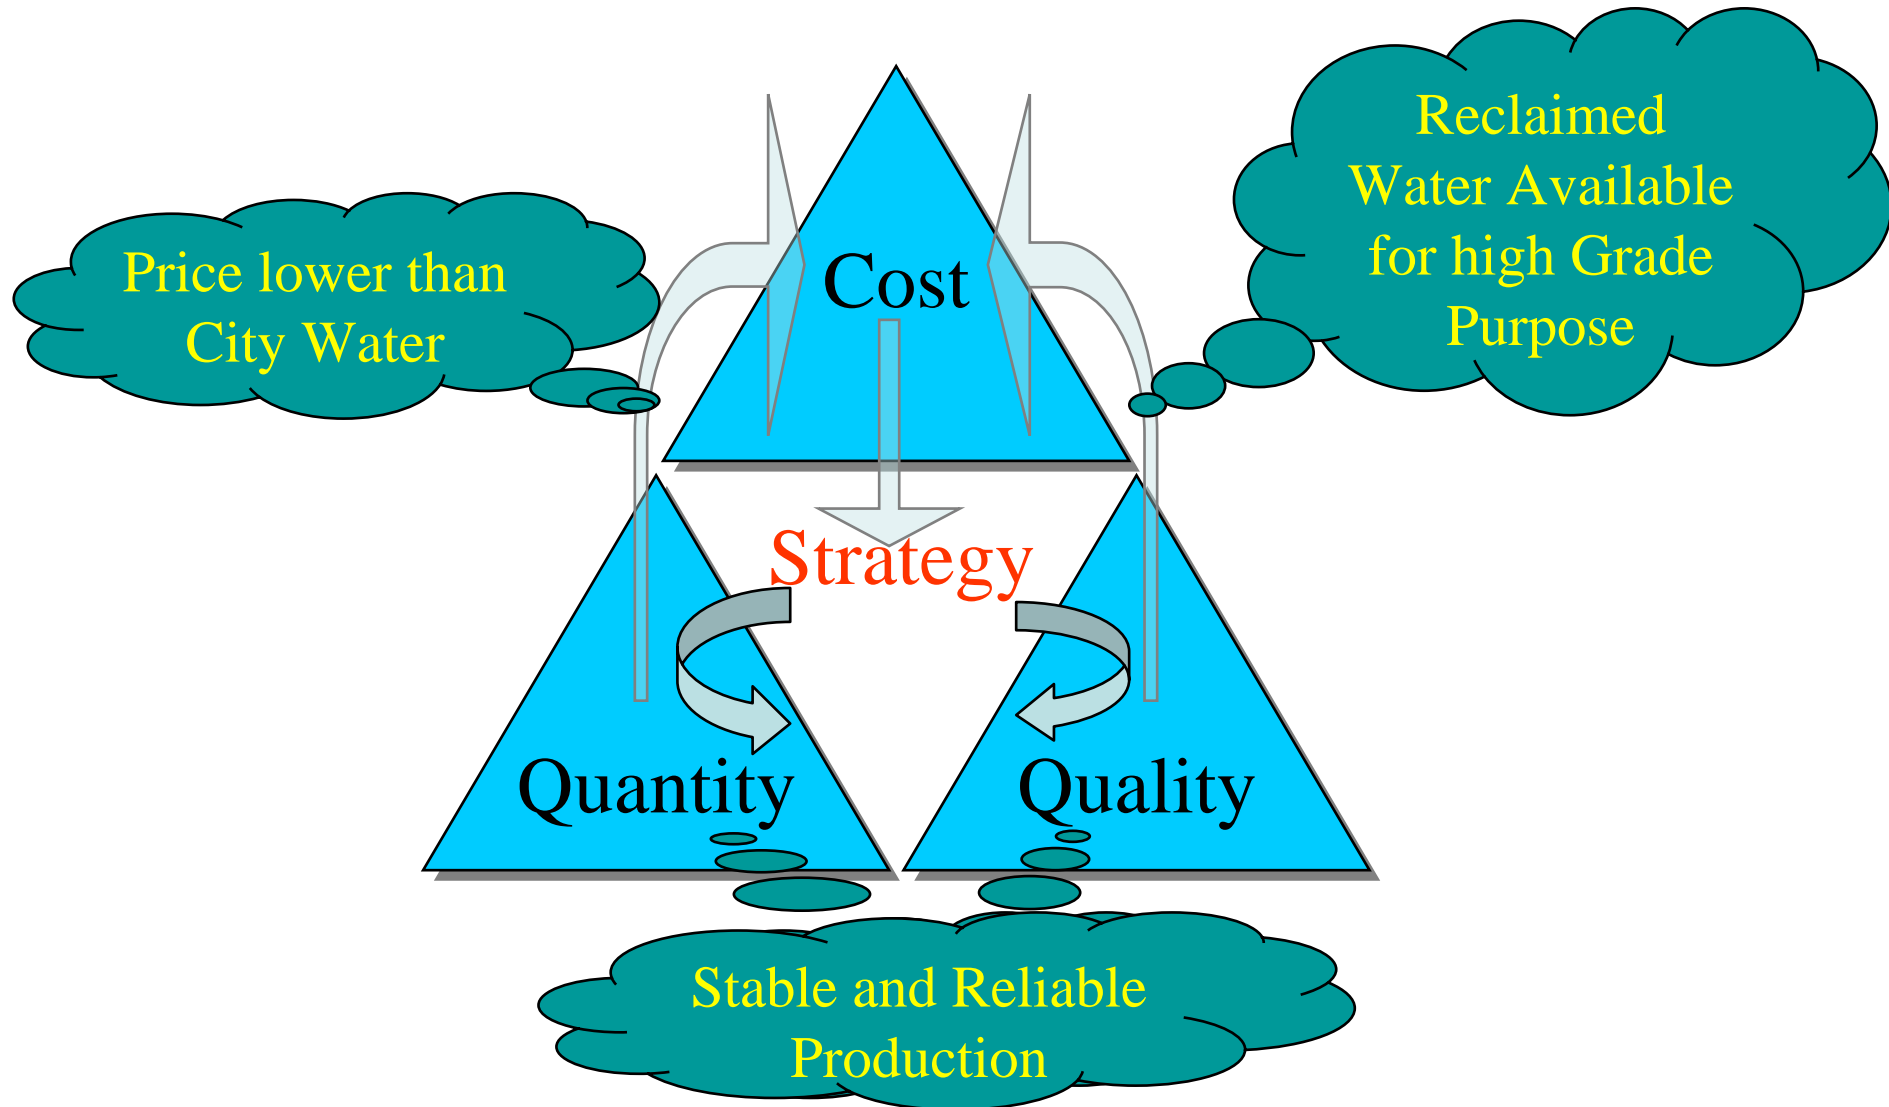 Reclaimed
Water Available
for high Grade
Purpose
Price lower than
City Water
Cost
Strategy
Quantity
Quality
Stable and Reliable
Production